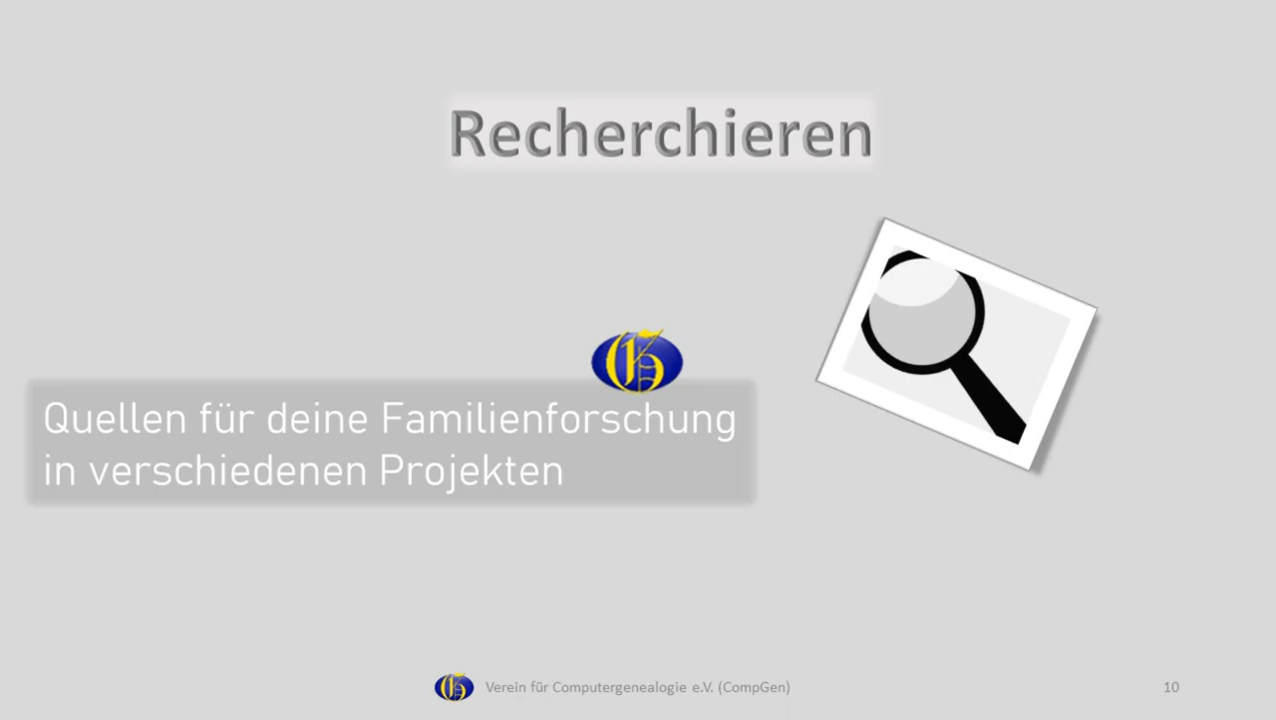 Recherchieren
Quellen für deine Familienforschung
in verschiedenen Projekten
Verein für Computergenealogie e.V. (CompGen)
10